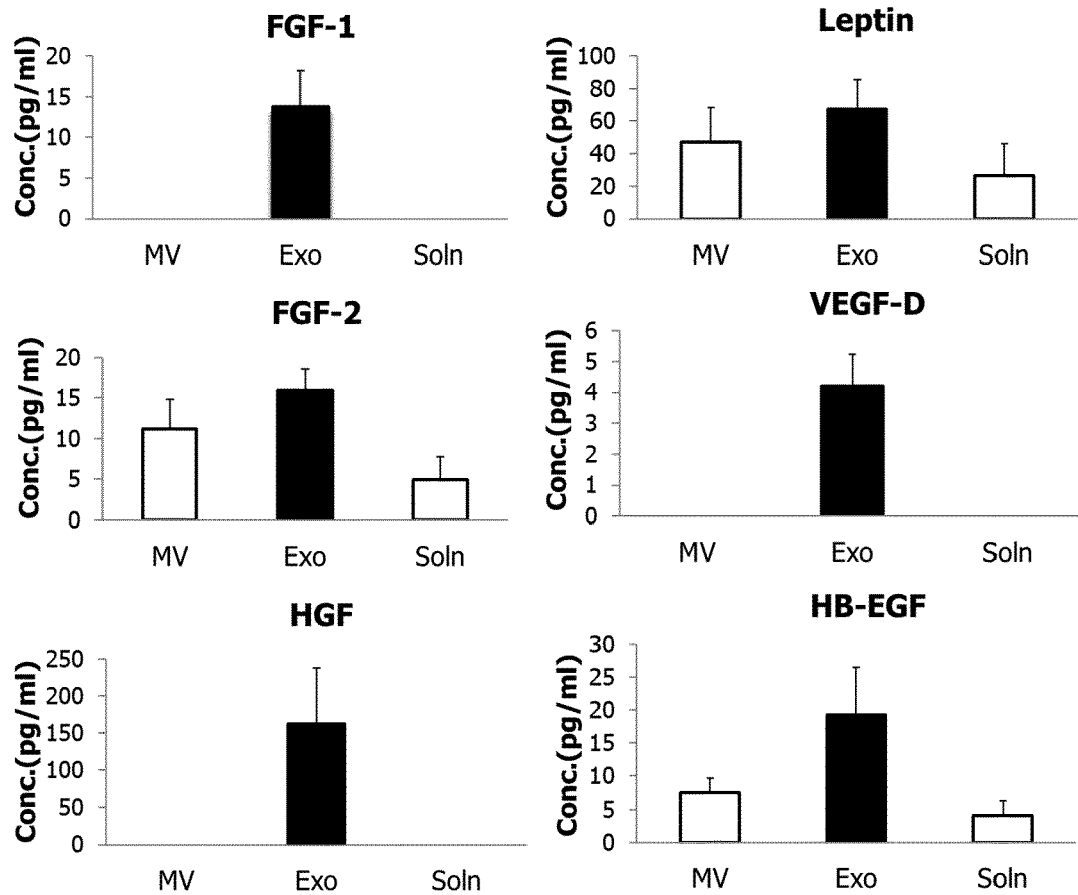 FGF-1
Conc.(pg/ml)
20
15
10
5
0
MV Exo Soln
Leptin
Conc.(pg/ml)
100
80
60
40
20
0
MV Exo Soln
FGF-2
Conc.(pg/ml)
20
15
10
5
0
MV Exo Soln
VEGF-D
Conc.(pg/ml)
6
5
4
3
2
1
0
MV Exo Soln
HGF
Conc.(pg/ml)
250
200
150
100
50
0
MV Exo Soln
HB-EGF
Conc.(pg/ml)
30
25
20
15
10
5
0
MV Exo Soln